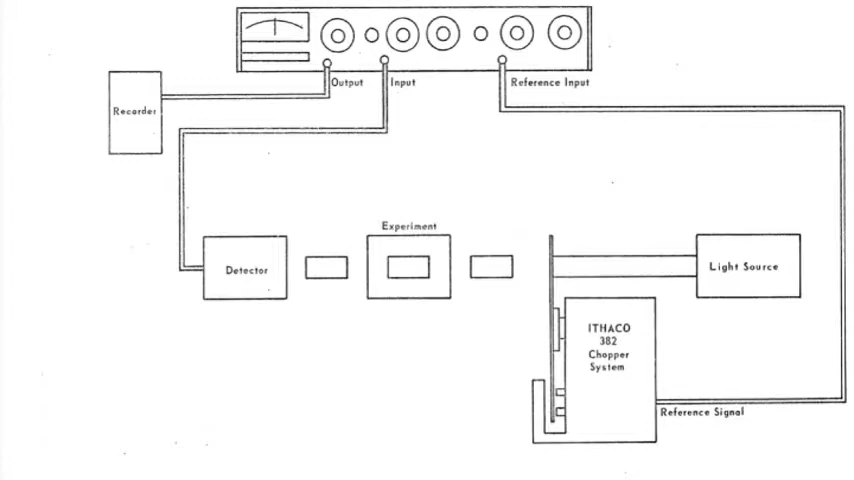 Output
Input
Reference Input
Recorder
Experiment
Detector
Light Source
ITHACO
382
Chopper
System
Reference Signal